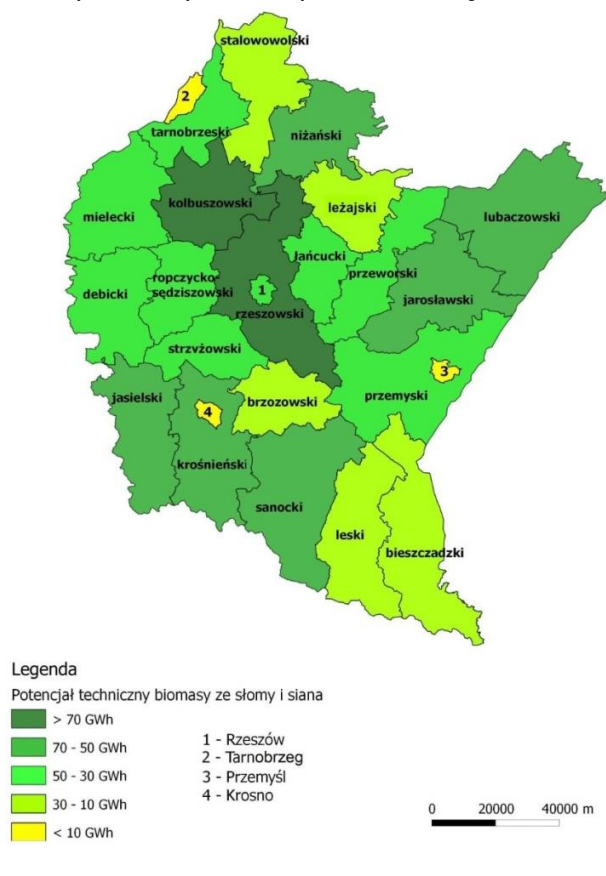 stalowowolski
2
tarnobrzeski
niżański
kolbuszowski
leżajski
mielecki
lubaczowski
łańcucki
ropczycko-
sędziszowski
przeworski
debicki
1
jarosławski
rzeszowski
strzyżowski
3
jasielski
brzozowski
przemyski
4
krośnieński
sanocki
leski
bieszczadzki
Legenda
Potencjał techniczny biomasy ze słomy i siana
> 70 GWh
70 - 50 GWh
50 - 30 GWh
30 - 10 GWh
< 10 GWh
1 - Rzeszów
2 - Tarnobrzeg
3 - Przemyśl
4 - Krosno
0 20000 40000 m